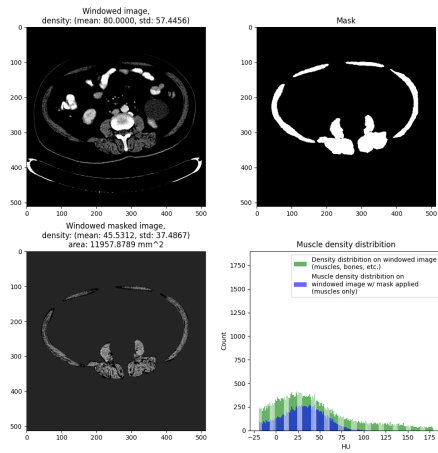 Windowed image,
density: (mean: 80.0000, std: 57.4456)
Mask
0
100
200
300
400
500
0 100 200 300 400 500
0
100
200
300
400
500
0 100 200 300 400 500
Windowed masked image,
density: (mean: 45.5312, std: 37.4867)
area: 11957.8789 mm^2
0
100
200
300
400
500
0 100 200 300 400 500
Muscle density distribition
Density distribition on windowed image
(muscles, bones, etc.)
Muscle density distribition on
windowed image w/ mask applied
(muscles only)
Count
1750
1500
1250
1000
750
500
250
0
−25 0 25 50 75 100 125 150 175
HU